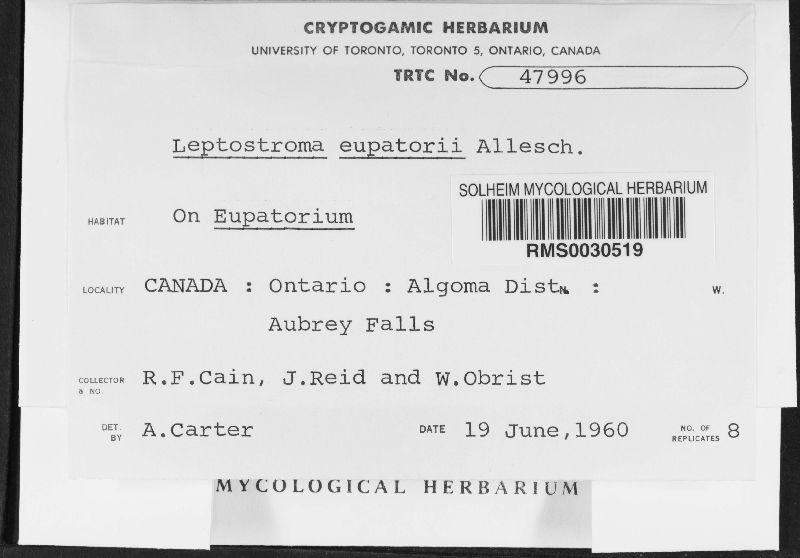 CRYPTOGAMIC HERBARIUM
UNIVERSITY OF TORONTO, TORONTO 5, ONTARIO, CANADA
TRTC No. 47996
Leptostroma eupatorii Allesch.
SOLHEIM MYCOLOGICAL HERBARIUM
RMS0030519
HABITAT On Eupatorium
LOCALITY CANADA : Ontario : Algoma Dist. : N. W.
Aubrey Falls
COLLECTOR & NO. R.F.Cain, J.Reid and W.Obrist
DET. BY A.Carter DATE 19 June,1960 NO. OF REPLICATES 8
MYCOLOGICAL HERBARIUM